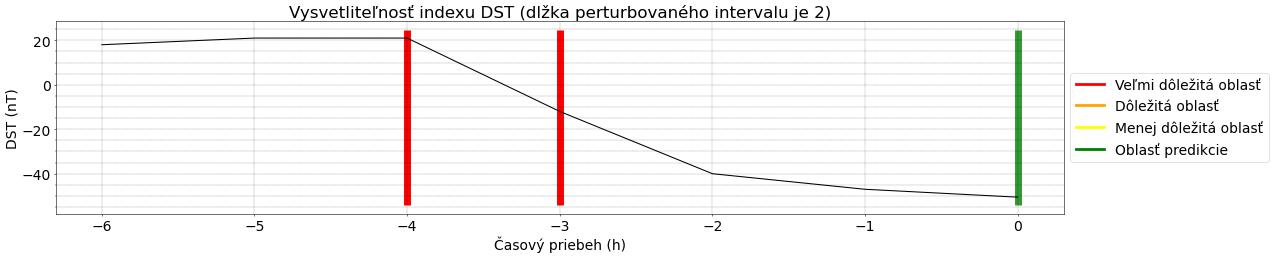 Vysvetliteľnosť indexu DST (dĺžka perturbovaného intervalu je 2)
DST (nT)
20
0
−20
−40
−6
−5
−4
−3
−2
−1
0
Časový priebeh (h)
Veľmi dôležitá oblasť
Dôležitá oblasť
Menej dôležitá oblasť
Oblasť predikcie